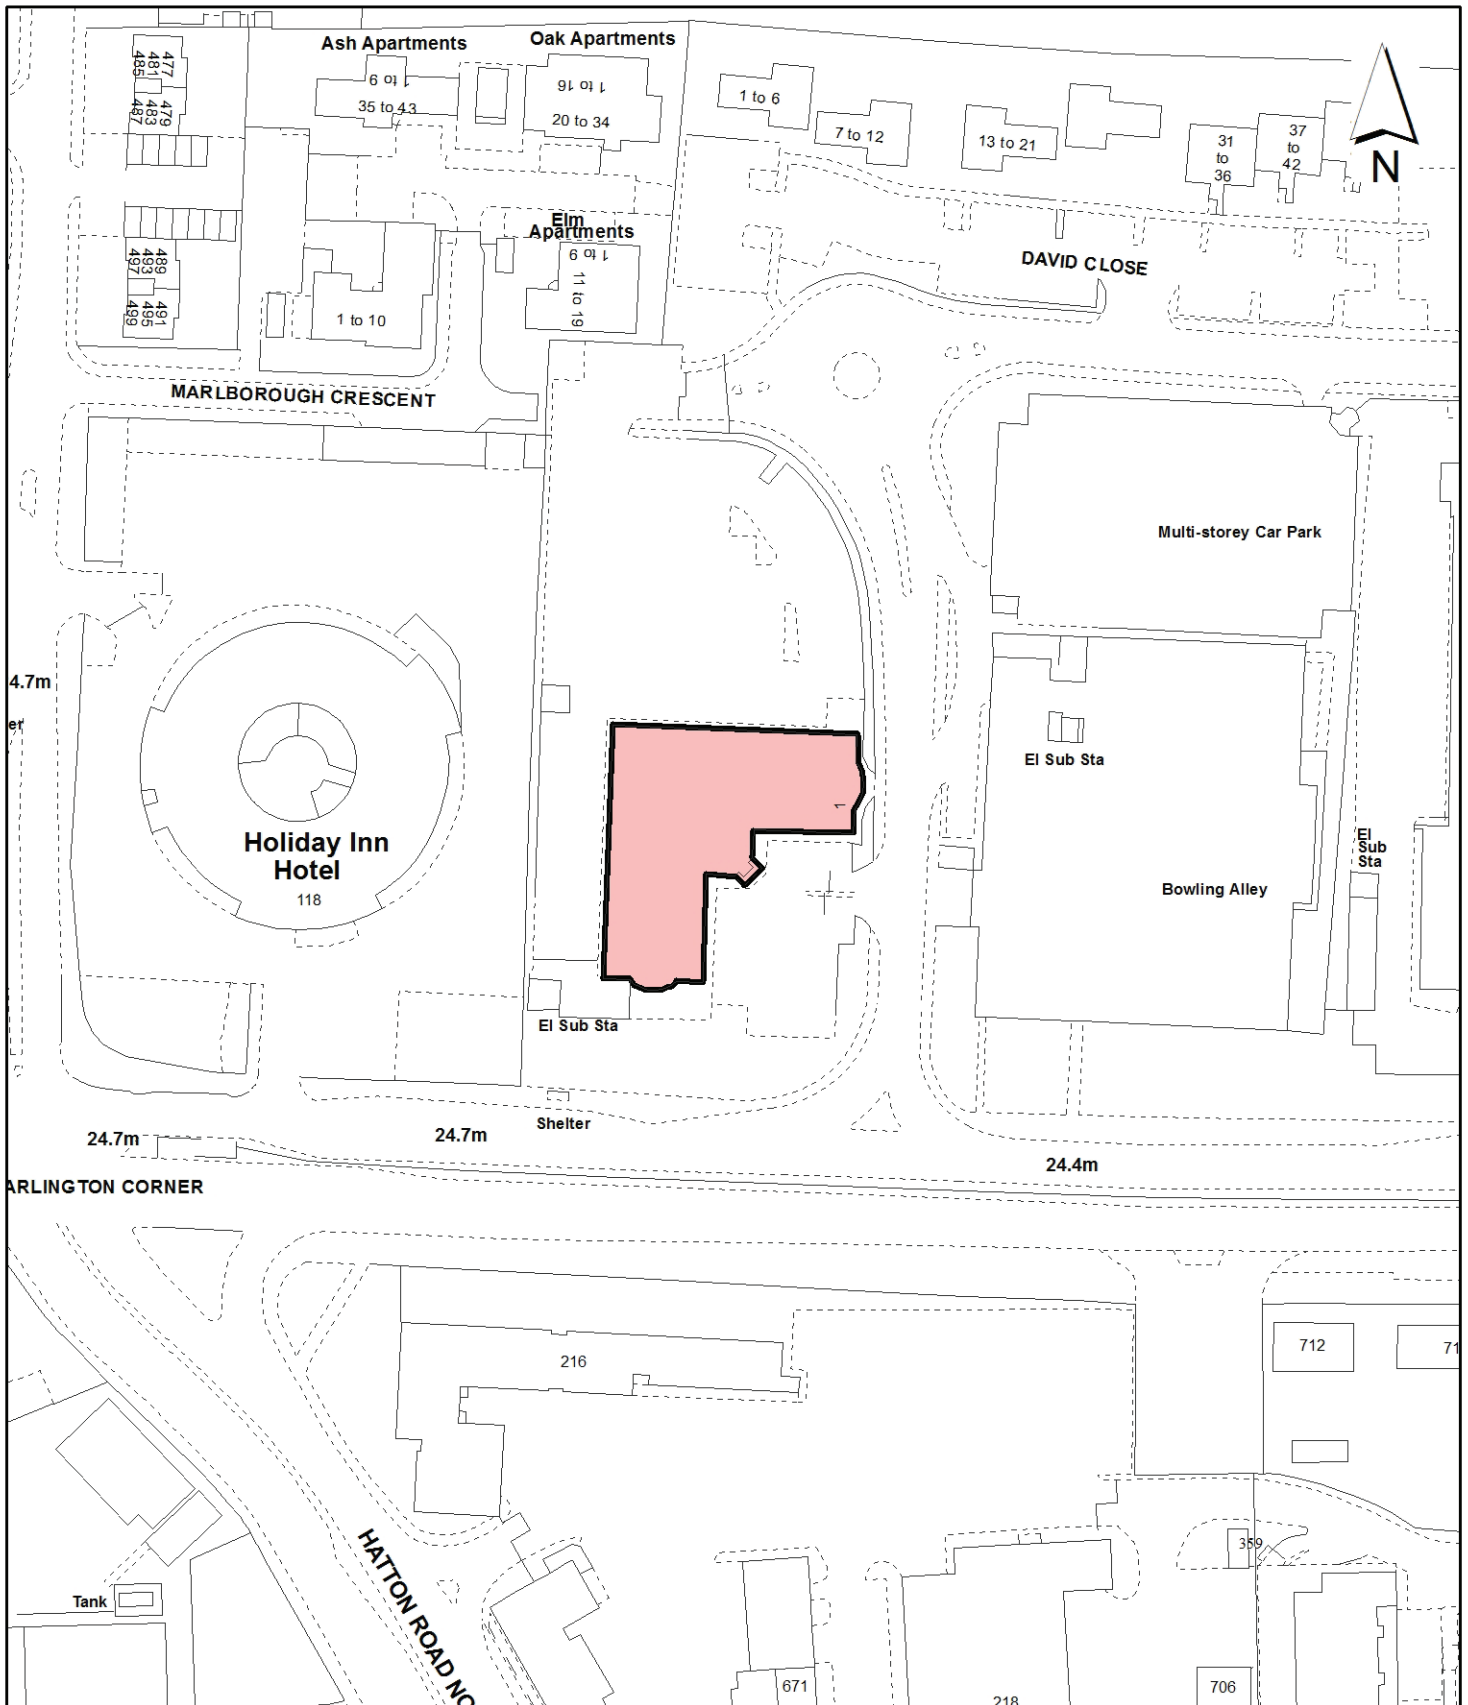 Ash Apartments
Oak Apartments
477
481
485
479
483
487
1 to 9
35 to 43
1 to 16
20 to 34
1 to 6
7 to 12
13 to 21
31
to
36
37
to
42
N
Elm
Apartments
1 to 9
11 to 19
DAVID CLOSE
489
493
497
491
495
499
1 to 10
MARLBOROUGH CRESCENT
Multi-storey Car Park
4.7m
er
El Sub Sta
1
Holiday Inn
Hotel
118
El
Sub
Sta
Bowling Alley
El Sub Sta
Shelter
24.7m
24.7m
24.4m
ARLINGTON CORNER
216
712
71
HATTON ROAD NO
359
Tank
671
218
706